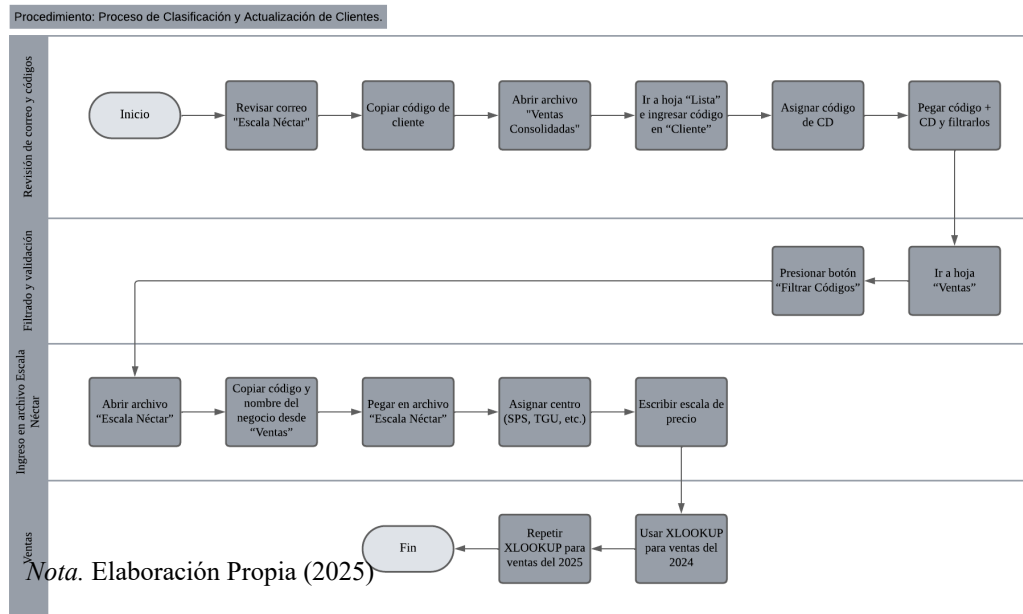 Procedimiento: Proceso de Clasificación y Actualización de Clientes.
Revisión de correo y códigos
Inicio
Revisar correo
"Escala Néctar"
Copiar código de
cliente
Abrir archivo
"Ventas
Consolidadas"
Ir a hoja “Lista”
e ingresar código
en “Cliente”
Asignar código
de CD
Pegar código +
CD y filtrarlos
Filtrado y validación
Ir a hoja
“Ventas”
Presionar botón
“Filtrar Códigos”
Ingreso en archivo Escala
Néctar
Abrir archivo
“Escala Néctar”
Copiar código y
nombre del
negocio desde
“Ventas”
Pegar en archivo
“Escala Néctar”
Asignar centro
(SPS, TGU, etc.)
Escribir escala de
precio
Ventas
Usar XLOOKUP
para ventas del
2024
Repetir
XLOOKUP para
ventas del 2025
Fin
Nota. Elaboración Propia (2025)